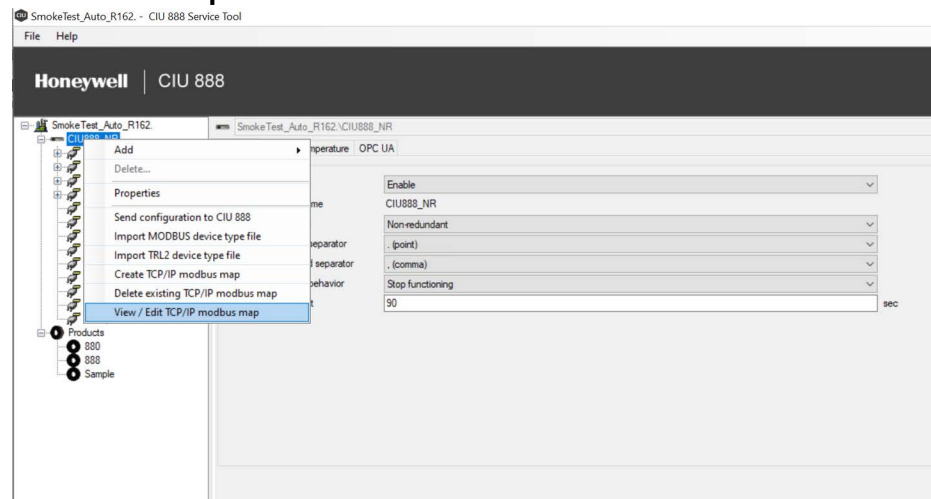 SmokeTest_Auto_R162. - CIU 888 Service Tool
File Help
Honeywell | CIU 888
SmokeTest_Auto_R162.
SmokeTest_Auto_R162.\CIU888_NR
CIU888_NR
Add
Delete...
Properties
Send configuration to CIU 888
Import MODBUS device type file
Import TRL2 device type file
Create TCP/IP modbus map
Delete existing TCP/IP modbus map
View / Edit TCP/IP modbus map
OPC UA
Enable
CIU888_NR
Non-redundant
separator . (point)
separator , (comma)
behavior Stop functioning
90 sec
Products
880
888
Sample